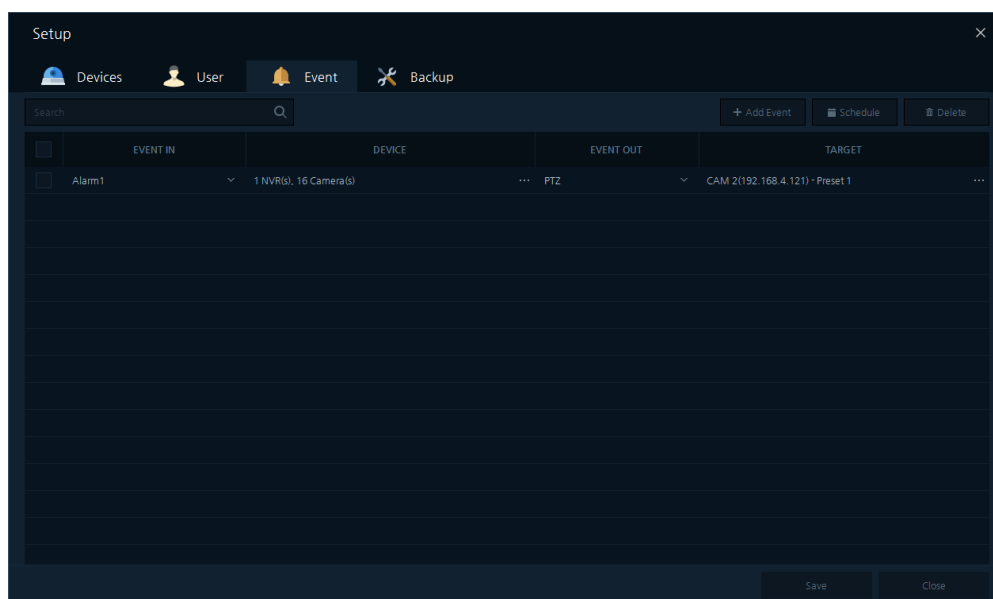 Setup
Devices User Event Backup
Search + Add Event Schedule Delete
EVENT IN DEVICE EVENT OUT TARGET
Alarm1 1 NVR(s), 16 Camera(s) ··· PTZ CAM 2(192.168.4.121) - Preset 1 ···
Save Close